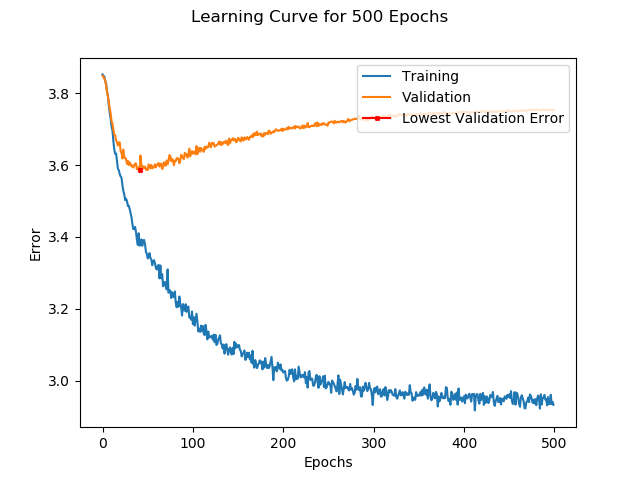 Learning Curve for 500 Epochs
Training
Validation
Lowest Validation Error
3.8
3.6
3.4
3.2
3.0
Error
0 100 200 300 400 500
Epochs